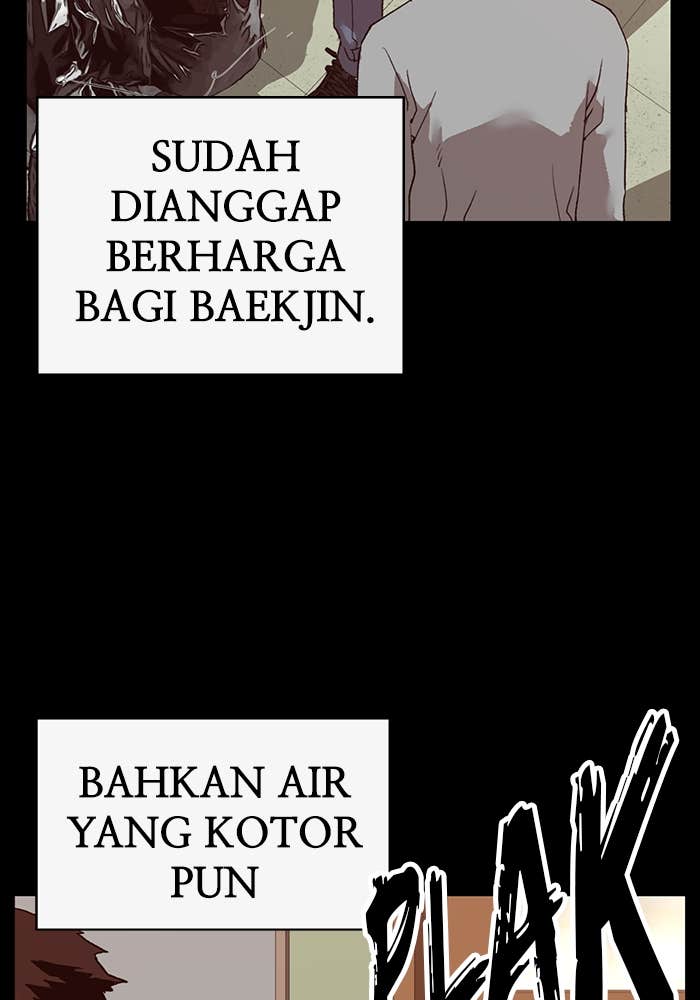 SUDAH
DIANGGAP
BERHARGA
BAGI BAEKJIN.
BAHKAN AIR
YANG KOTOR
PUN
PLAK